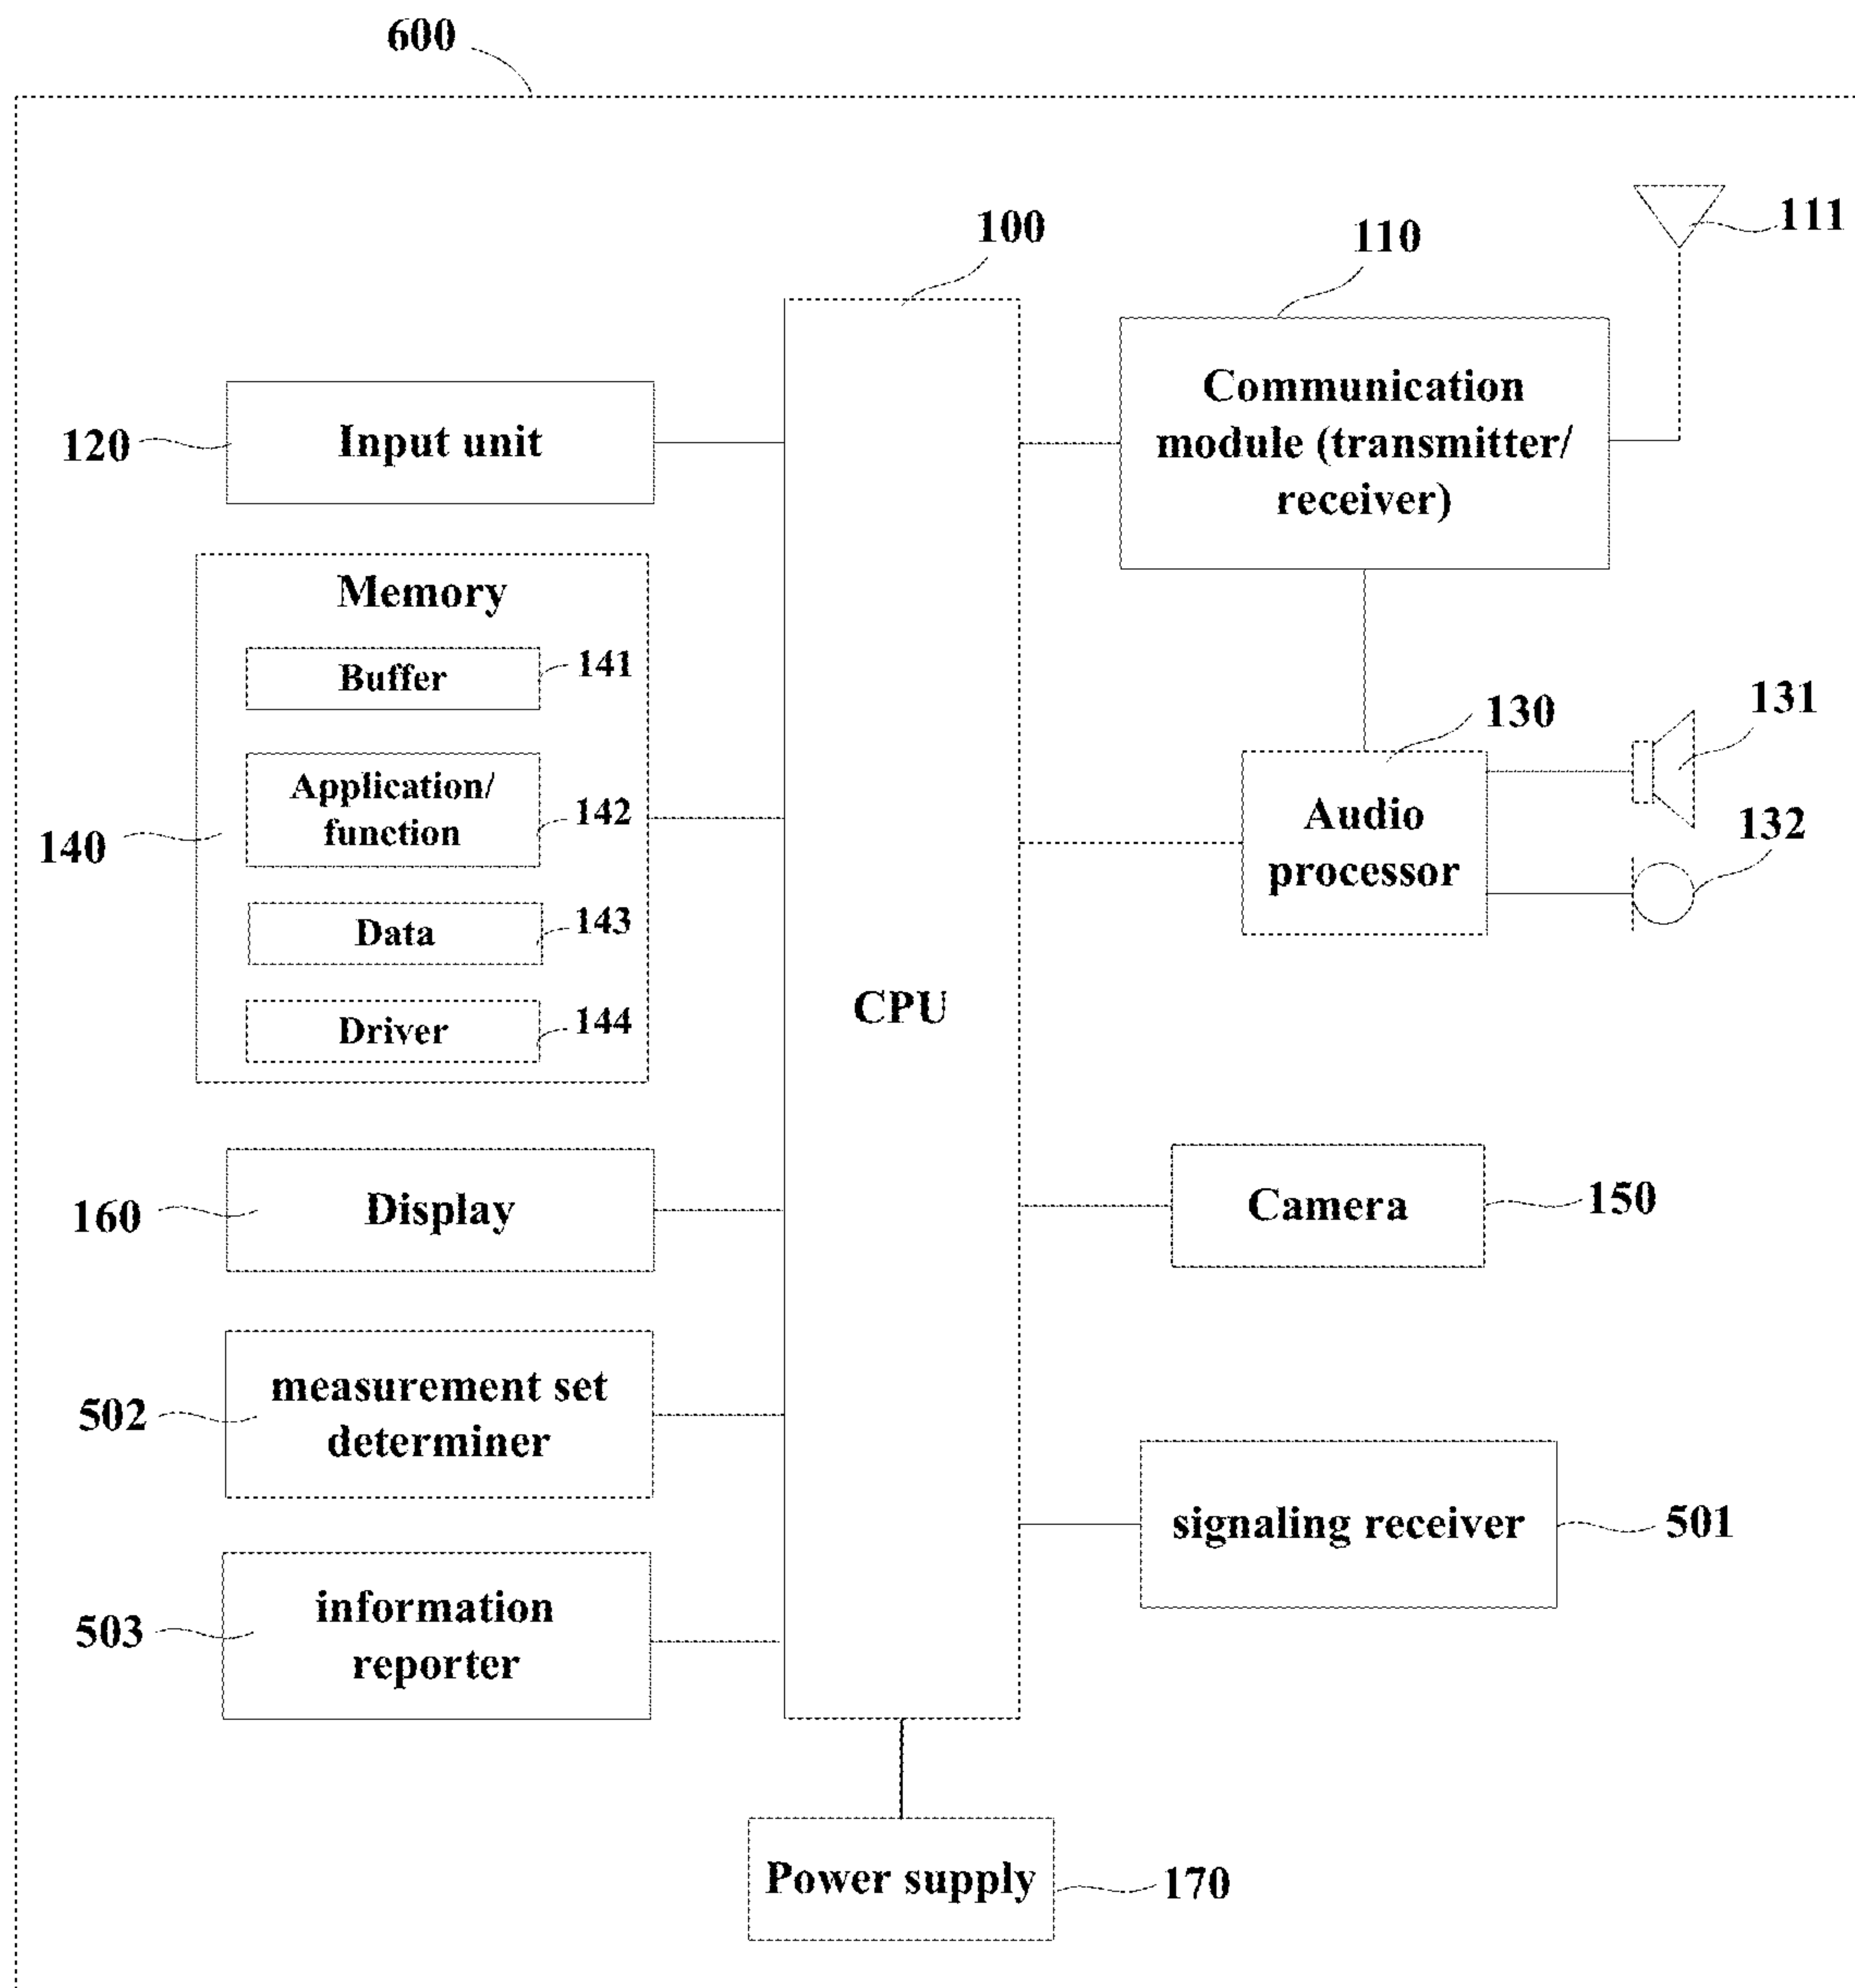 600
111
100
110
Communication
module (transmitter/
receiver)
120
Input unit
Memory
Buffer
141
Application/
function
142
140
Data
143
Driver
144
130
131
Audio
processor
132
CPU
160
Display
Camera
150
502
measurement set
determiner
signaling receiver
501
503
information
reporter
Power supply
170